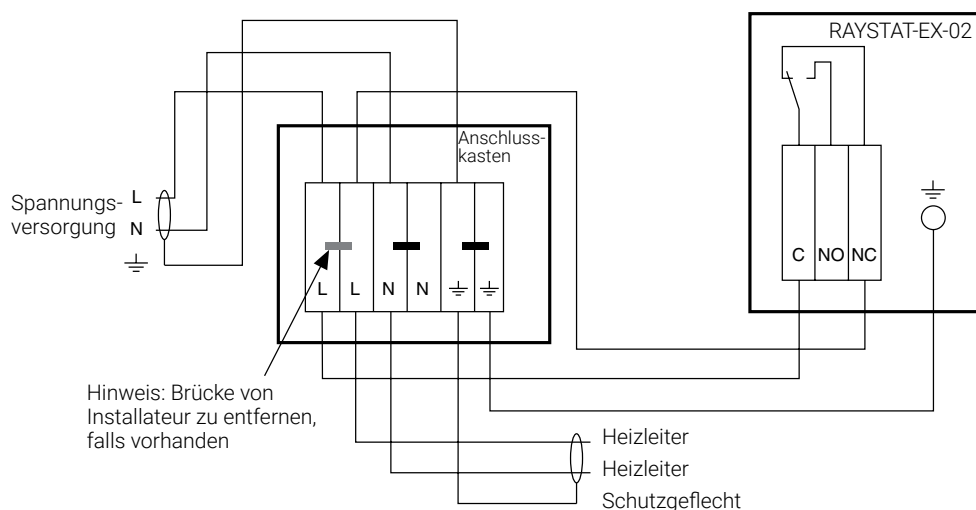 RAYSTAT-EX-02
Anschluss-
kasten
Spannungs-
versorgung
L
N
L L N N
C NO NC
Hinweis: Brücke von
Installateur zu entfernen,
falls vorhanden
Heizleiter
Heizleiter
Schutzgeflecht